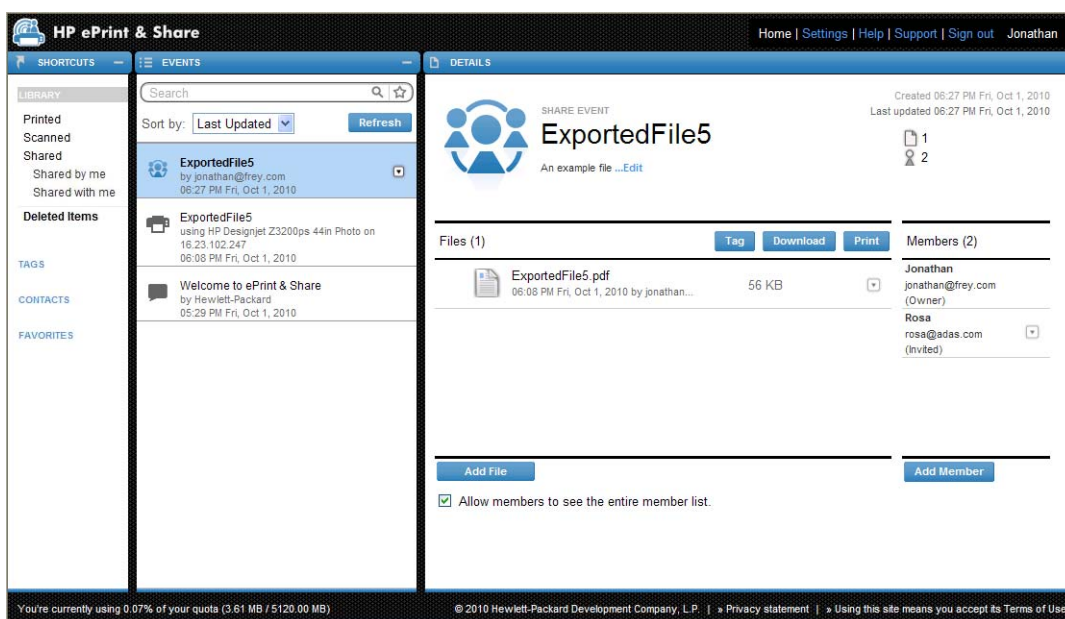 HP ePrint & Share
Home | Settings | Help | Support | Sign out Jonathan
SHORTCUTS
LIBRARY
Printed
Scanned
Shared
Shared by me
Shared with me
Deleted Items
TAGS
CONTACTS
FAVORITES
EVENTS
Search
Sort by: Last Updated Refresh
ExportedFile5
by jonathan@frey.com
06:27 PM Fri, Oct 1, 2010
ExportedFile5
using HP Designjet Z3200ps 44in Photo on
16.23.102.247
06:08 PM Fri, Oct 1, 2010
Welcome to ePrint & Share
by Hewlett-Packard
05:29 PM Fri, Oct 1, 2010
DETAILS
SHARE EVENT
ExportedFile5
An example file ...Edit
Created 06:27 PM Fri, Oct 1, 2010
Last updated 06:27 PM Fri, Oct 1, 2010
1
2
Files (1) Tag Download Print
ExportedFile5.pdf 56 KB
06:08 PM Fri, Oct 1, 2010 by jonathan...
Members (2)
Jonathan
jonathan@frey.com
(Owner)
Rosa
rosa@adas.com
(Invited)
Add File
Add Member
Allow members to see the entire member list.
You're currently using 0.07% of your quota (3.61 MB / 5120.00 MB)
© 2010 Hewlett-Packard Development Company, L.P. | » Privacy statement | » Using this site means you accept its Terms of Use